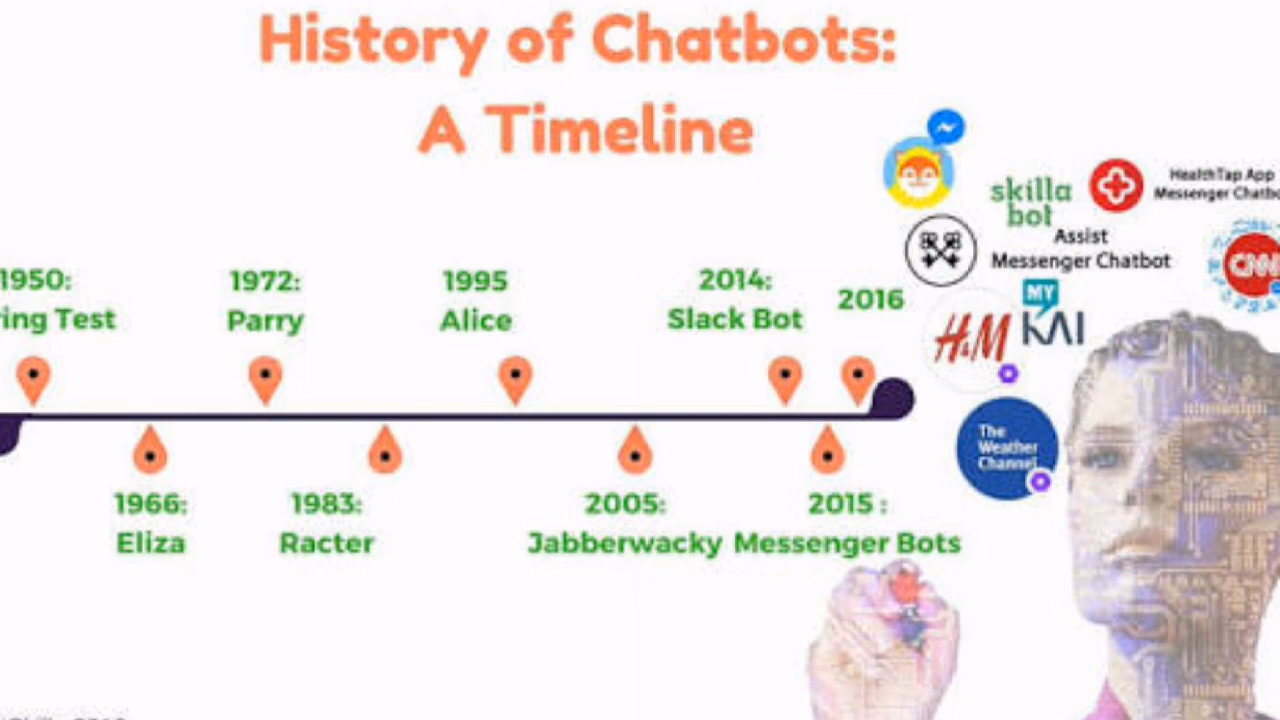 History of Chatbots:
A Timeline
skilla
bot
HealthTap App
Messenger Chatbo
Assist
Messenger Chatbot
CNN
1950:
ring Test
1972:
Parry
1995
Alice
2014:
Slack Bot
2016
H&M
MY
KAI
The
Weather
Channel
1966:
Eliza
1983:
Racter
2005:
Jabberwacky
2015 :
Messenger Bots